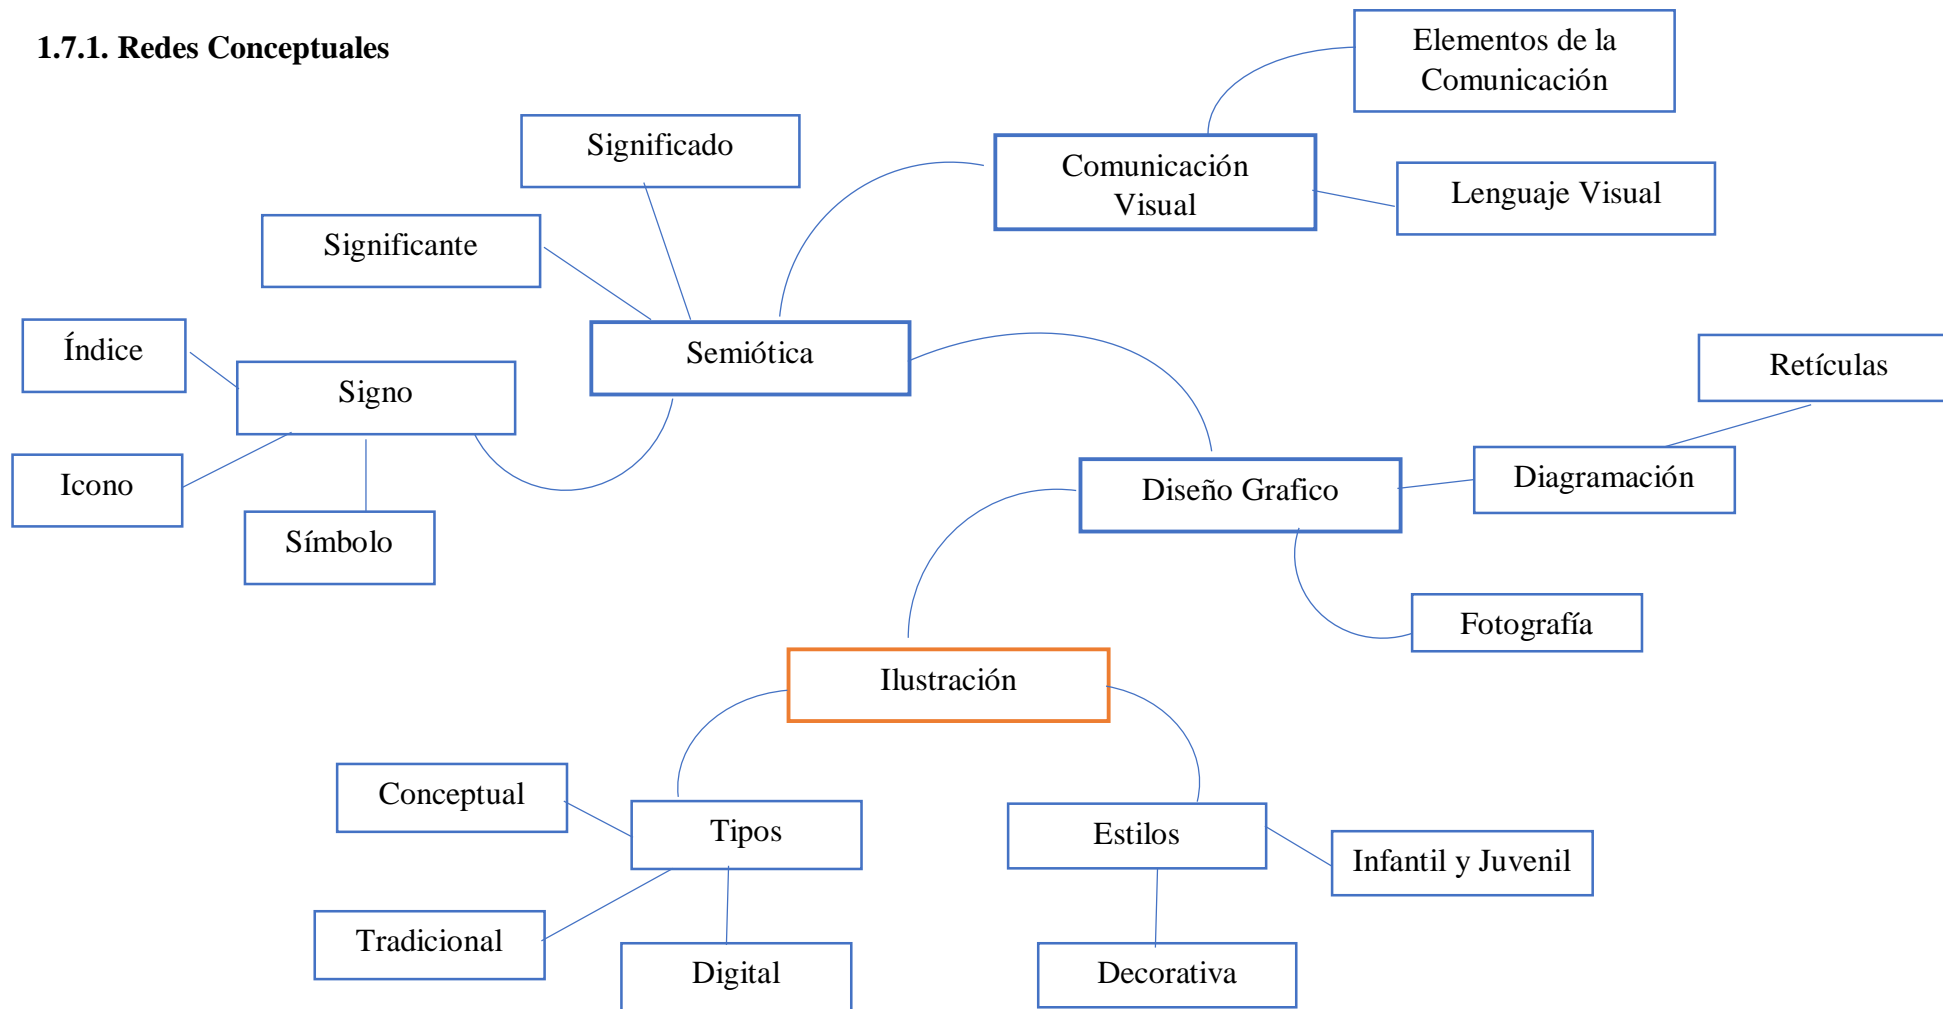 1.7.1. Redes Conceptuales
Elementos de la
Comunicación
Significado
Comunicación
Visual
Lenguaje Visual
Significante
Semiótica
Índice
Signo
Retículas
Icono
Símbolo
Diseño Grafico
Diagramación
Fotografía
Ilustración
Conceptual
Tipos
Estilos
Infantil y Juvenil
Tradicional
Digital
Decorativa